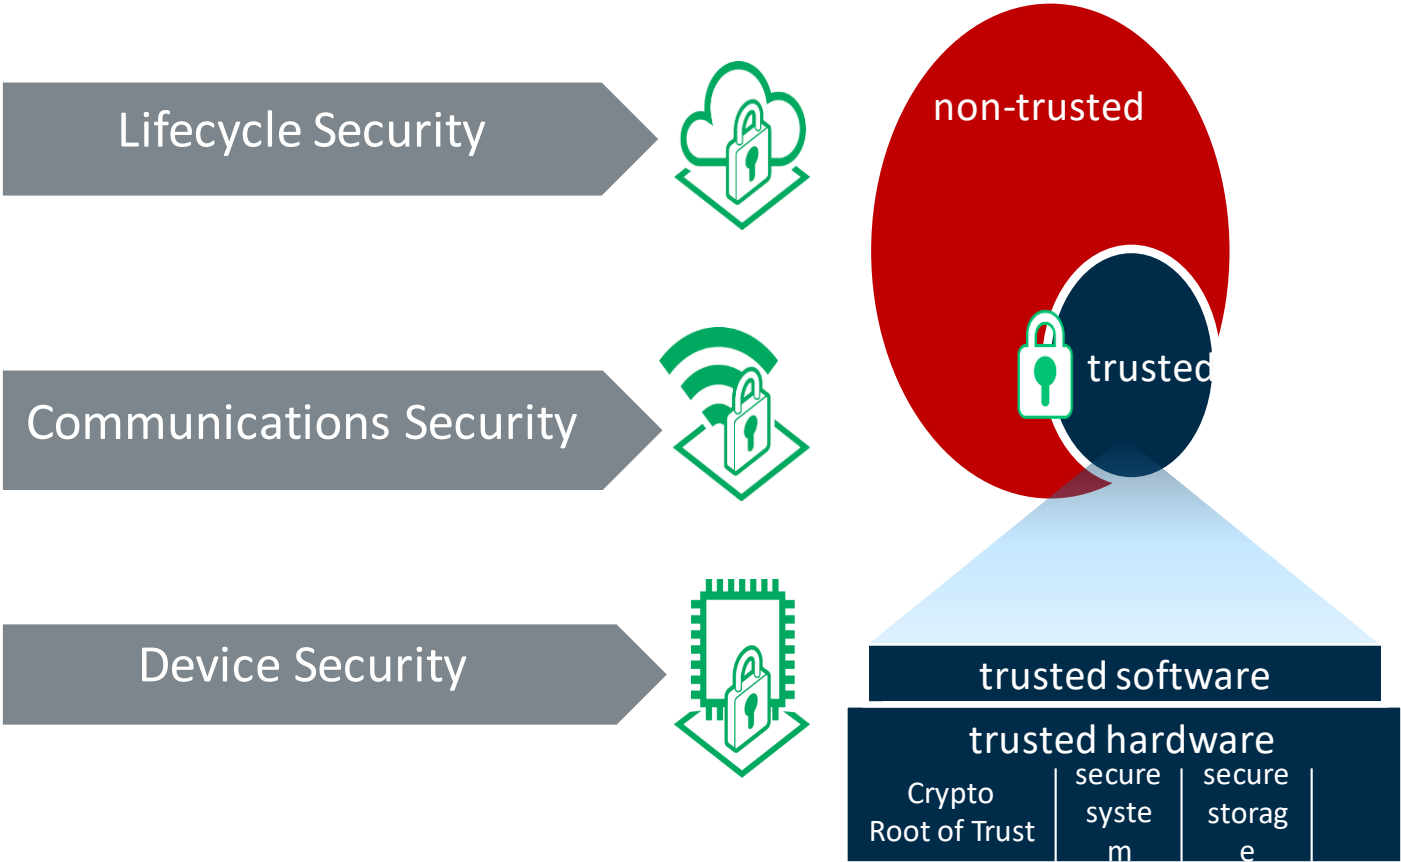 Lifecycle Security
Communications Security
Device Security
non-trusted
trusted
trusted software
trusted hardware
Crypto
Root of Trust
secure
syste
m
secure
storag
e